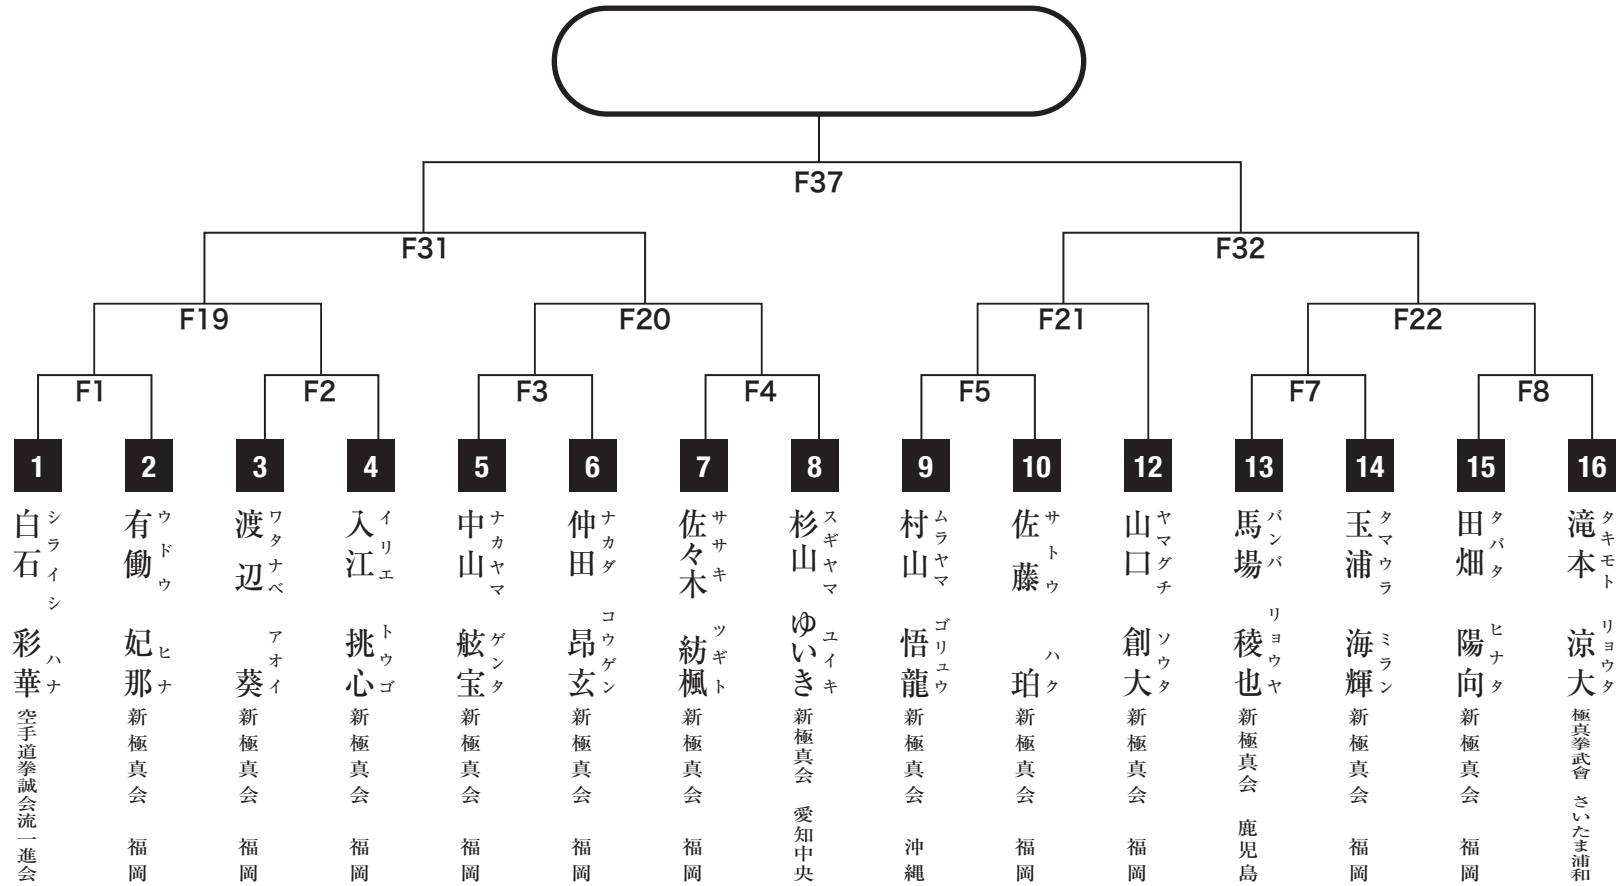 F37
F31
F32
F19
F20
F21
F22
F1
F2
F3
F4
F5
F7
F8
1
白石 彩華
シライシ ハナ
空手道拳誠会流一進会
2
有働 妃那
ウドウ ヒナ
新極真会 福岡
3
渡辺 葵
ワタナベ アオイ
新極真会 福岡
4
入江 挑心
イリエ トウゴ
新極真会 福岡
5
中山 舷宝
ナカヤマ ゲンタ
新極真会 福岡
6
仲田 昂玄
ナカダ コウゲン
新極真会 福岡
7
佐々木 紡楓
ササキ ツギト
新極真会 福岡
8
杉山 ゆいき
スギヤマ ユイキ
新極真会 愛知中央
9
村山 悟龍
ムラヤマ ゴリュウ
新極真会 沖縄
10
佐藤 珀
サトウ ハク
新極真会 福岡
12
山口 創大
ヤマグチ ソウタ
新極真会 福岡
13
馬場 稜也
バンバ リョウヤ
新極真会 鹿児島
14
玉浦 海輝
タマウラ ミラン
新極真会 福岡
15
田畑 陽向
タバタ ヒナタ
新極真会 福岡
16
滝本 涼大
タキモト リョウタ
極真拳武會 さいたま浦和